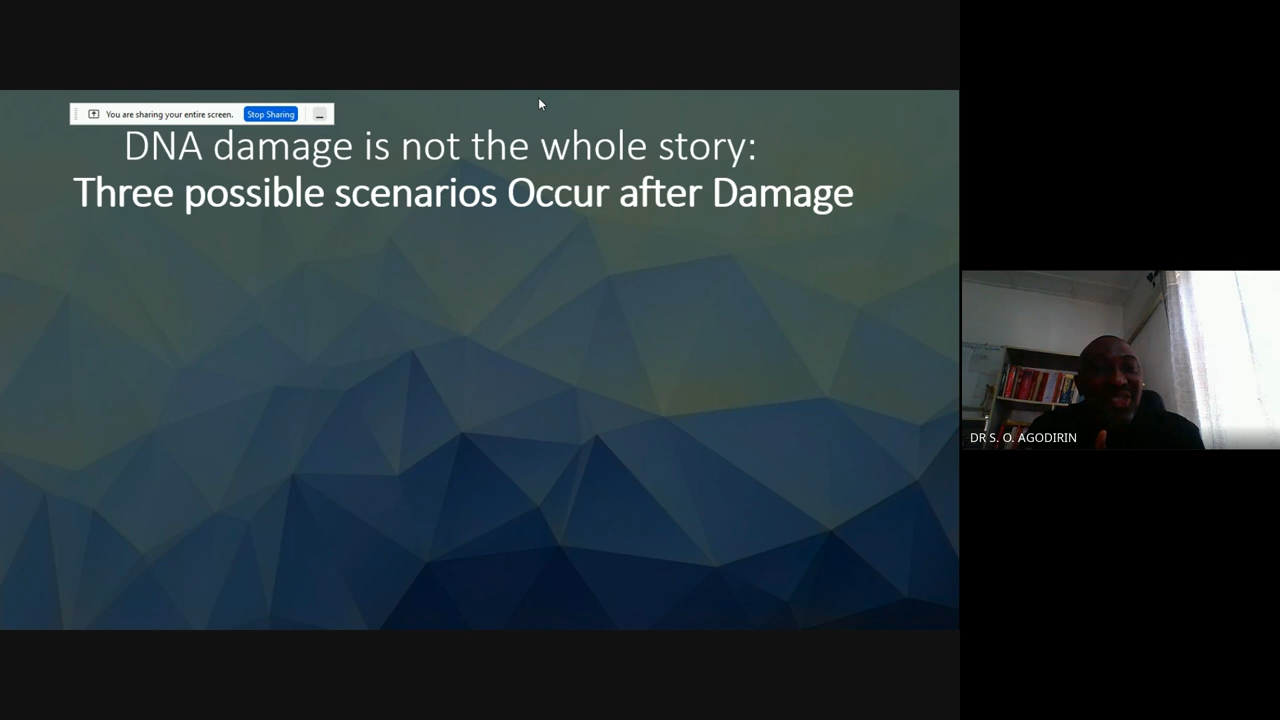 You are sharing your entire screen.
Stop Sharing
DNA damage is not the whole story:
Three possible scenarios Occur after Damage
DR S. O. AGODIRIN